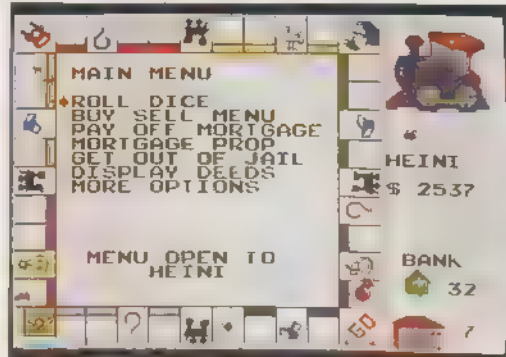 MAIN MENU
ROLL DICE
BUY SELL MENU
PAY OFF MORTGAGE
MORTGAGE PROP
GET OUT OF JAIL
DISPLAY DEEDS
MORE OPTIONS
MENU OPEN TO
HEINI
HEINI
$ 2537
BANK
32
?
?
GO